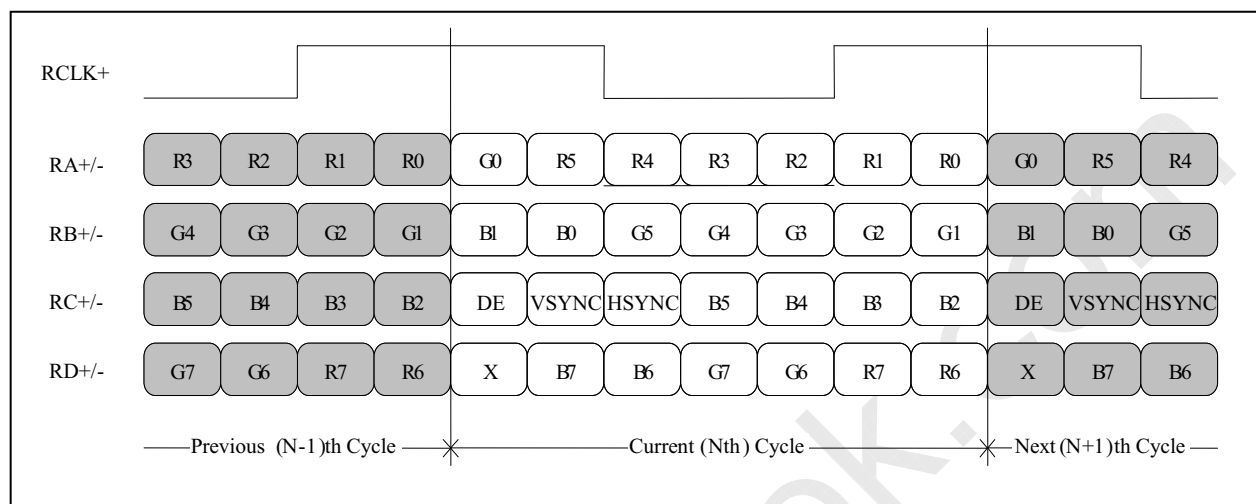 RCLK+
RA+/- R3 R2 R1 R0 G0 R5 R4 R3 R2 R1 R0 G0 R5 R4
RB+/- G4 G3 G2 G1 B1 B0 G5 G4 G3 G2 G1 B1 B0 G5
RC+/- B5 B4 B3 B2 DE VSYNC HSYNC B5 B4 B3 B2 DE VSYNC HSYNC
RD+/- G7 G6 R7 R6 X B7 B6 G7 G6 R7 R6 X B7 B6
Previous (N-1)th Cycle Current (Nth) Cycle Next (N+1)th Cycle